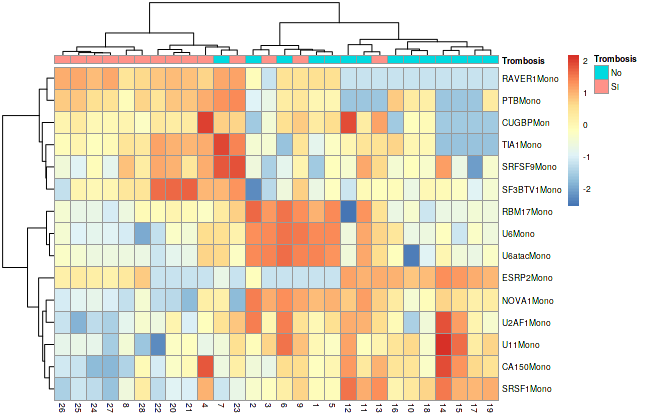 Trombosis
RAVER1Mono
PTBMono
CUGBPMon
TIA1Mono
SRFSF9Mono
SF3BTV1Mono
RBM17Mono
U6Mono
U6atacMono
ESRP2Mono
NOVA1Mono
U2AF1Mono
U11Mono
CA150Mono
SRSF1Mono
26 25 24 27 8 28 22 20 21 4 7 23 2 3 6 9 1 5 12 11 13 16 10 18 14 15 17 19
2
1
0
-1
-2
Trombosis
No
SI